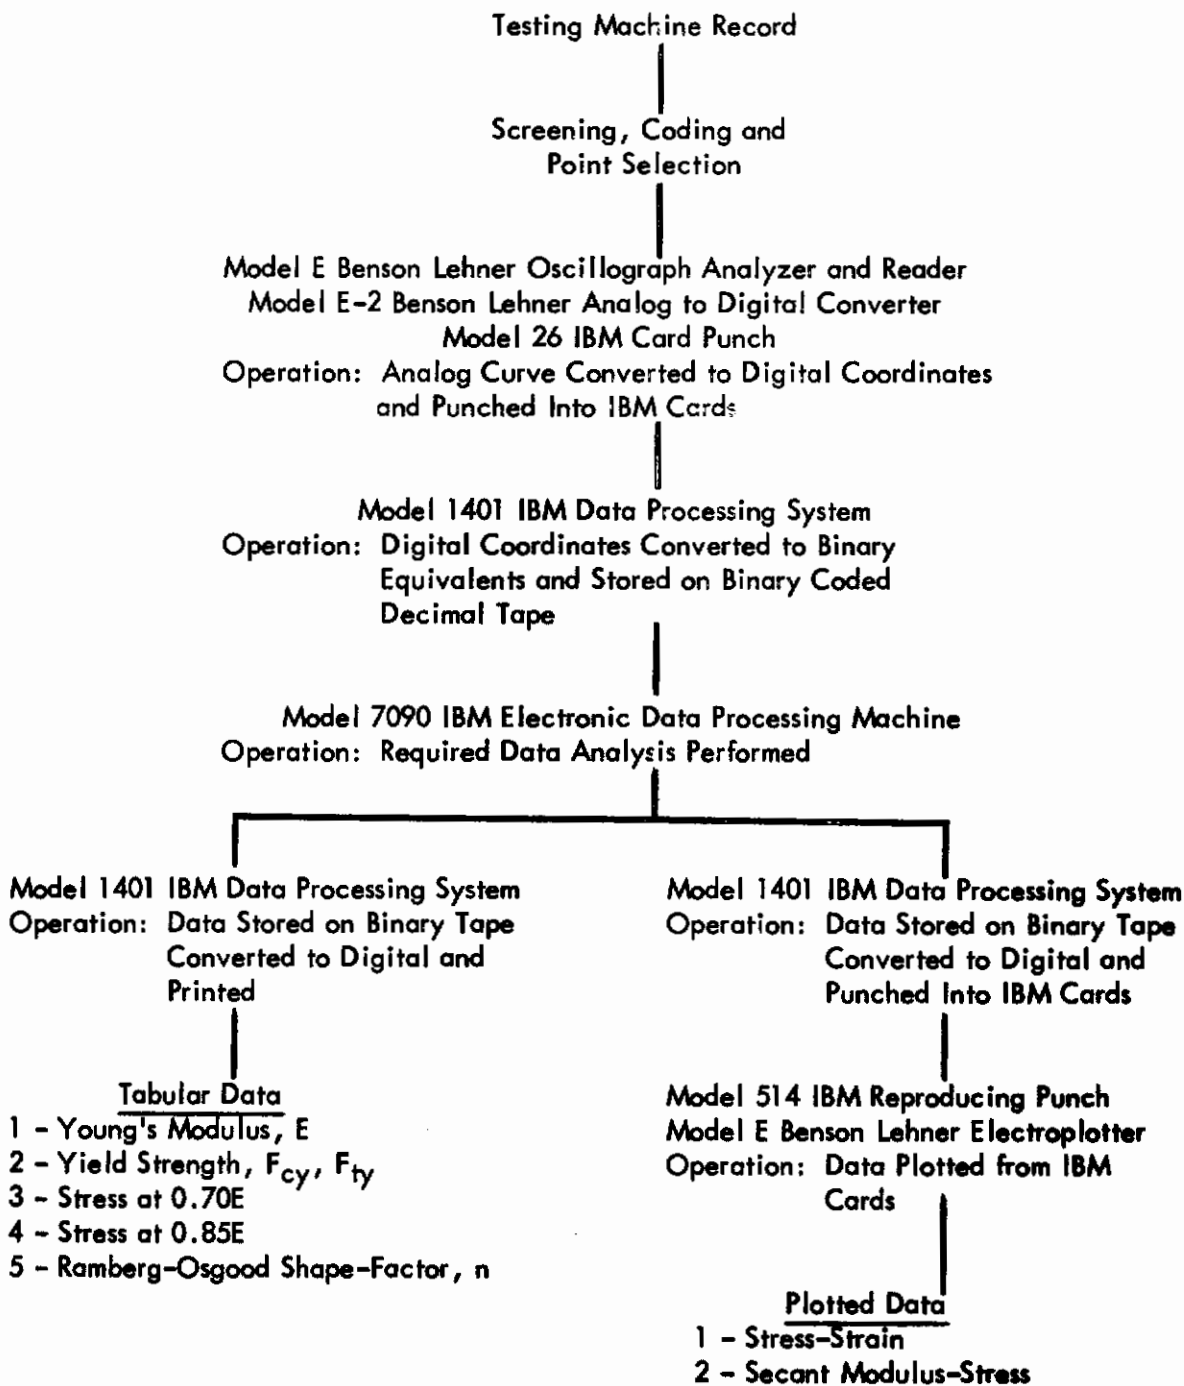 Testing Machine Record
Screening, Coding and
Point Selection
Model E Benson Lehner Oscillograph Analyzer and Reader
Model E-2 Benson Lehner Analog to Digital Converter
Model 26 IBM Card Punch
Operation: Analog Curve Converted to Digital Coordinates
and Punched Into IBM Cards
Model 1401 IBM Data Processing System
Operation: Digital Coordinates Converted to Binary
Equivalents and Stored on Binary Coded
Decimal Tape
Model 7090 IBM Electronic Data Processing Machine
Operation: Required Data Analysis Performed
Model 1401 IBM Data Processing System
Operation: Data Stored on Binary Tape
Converted to Digital and
Printed
Tabular Data
1 - Young's Modulus, E
2 - Yield Strength, Fcy, Fty
3 - Stress at 0.70E
4 - Stress at 0.85E
5 - Ramberg-Osgood Shape-Factor, n
Model 1401 IBM Data Processing System
Operation: Data Stored on Binary Tape
Converted to Digital and
Punched Into IBM Cards
Model 514 IBM Reproducing Punch
Model E Benson Lehner Electroplotter
Operation: Data Plotted from IBM
Cards
Plotted Data
1 - Stress-Strain
2 - Secant Modulus-Stress